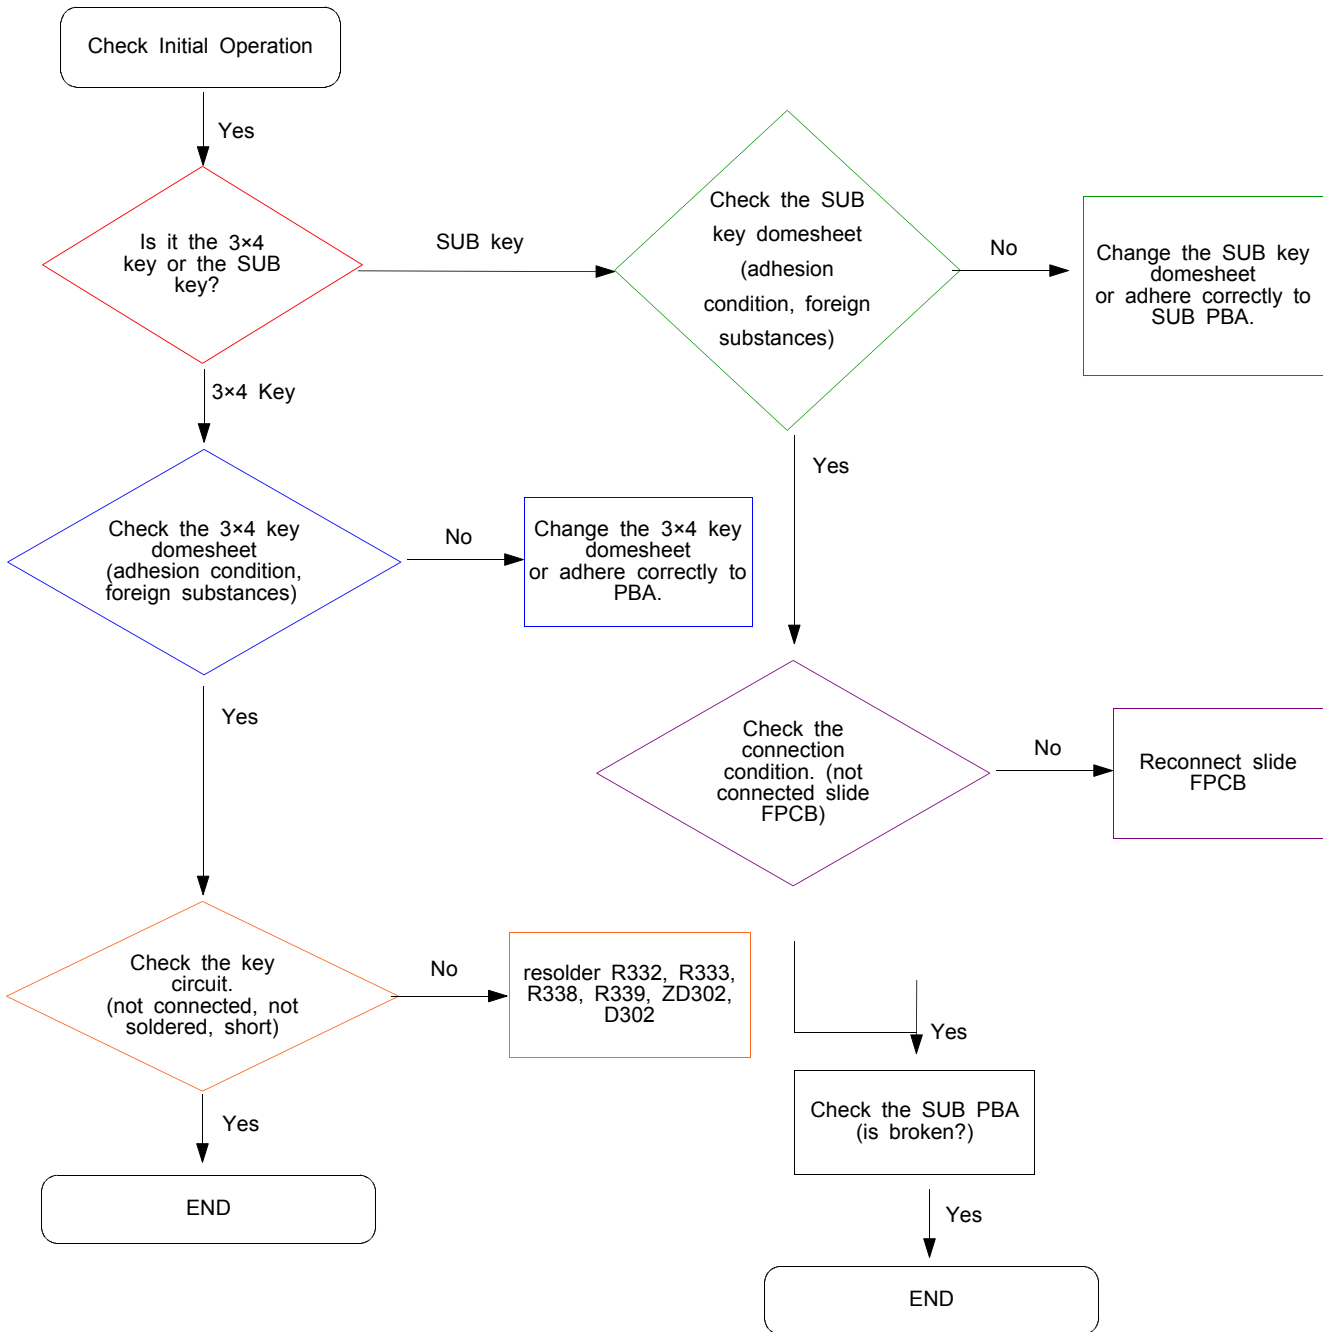 Check Initial Operation
Yes
Is it the 3×4
key or the SUB
key?
SUB key
Check the SUB
key domesheet
(adhesion
condition, foreign
substances)
No
Change the SUB key
domesheet
or adhere correctly to
SUB PBA.
3×4 Key
Yes
Check the 3×4 key
domesheet
(adhesion condition,
foreign substances)
No
Change the 3×4 key
domesheet
or adhere correctly to
PBA.
Yes
Check the
connection
condition. (not
connected slide
FPCB)
No
Reconnect slide
FPCB
Check the key
circuit.
(not connected, not
soldered, short)
No
resolder R332, R333,
R338, R339, ZD302,
D302
Yes
Check the SUB PBA
(is broken?)
Yes
END
Yes
END